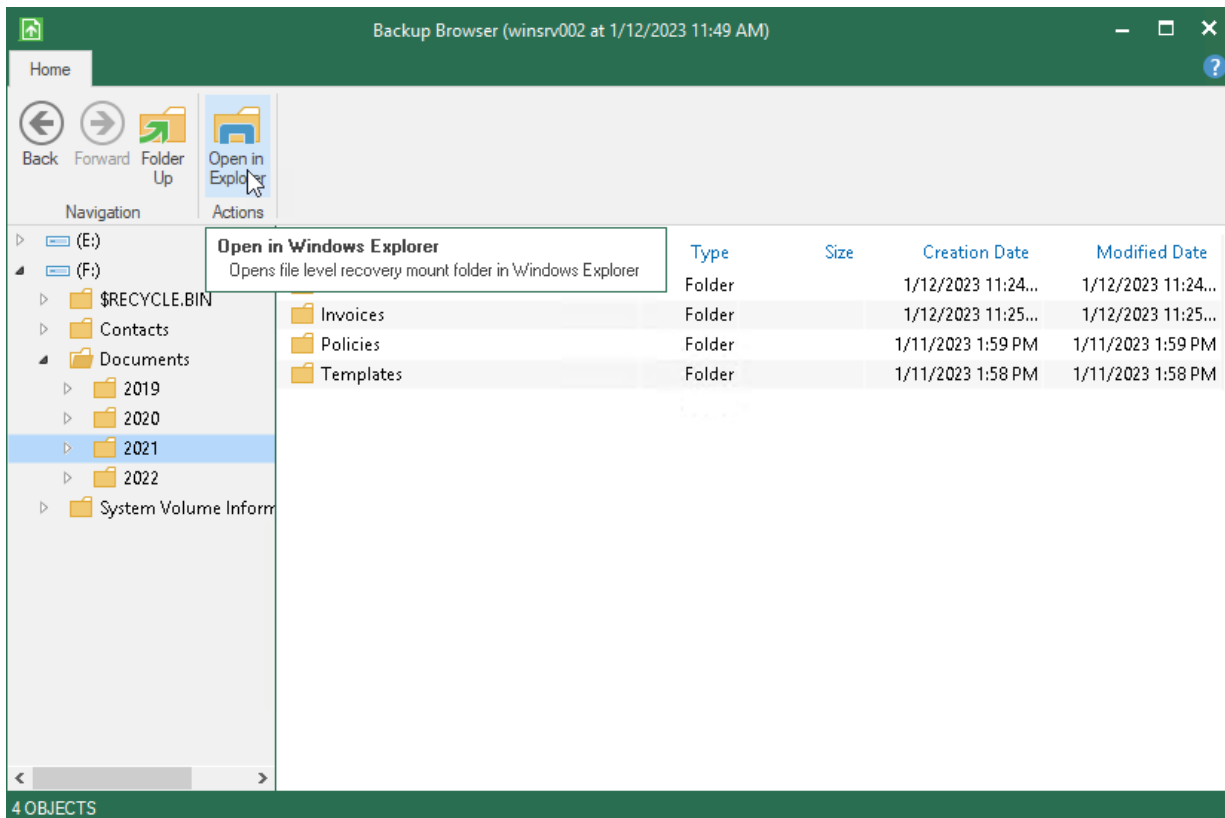 Backup Browser (winsrv002 at 1/12/2023 11:49 AM)
Home
?
Back Forward Folder Up Open in Explorer
Navigation Actions
(E:)
(F:)
$RECYCLE.BIN
Contacts
Documents
2019
2020
2021
2022
System Volume Inform
Open in Windows Explorer
Opens file level recovery mount folder in Windows Explorer
Type Size Creation Date Modified Date
Folder 1/12/2023 11:24... 1/12/2023 11:24...
Invoices Folder 1/12/2023 11:25... 1/12/2023 11:25...
Policies Folder 1/11/2023 1:59 PM 1/11/2023 1:59 PM
Templates Folder 1/11/2023 1:58 PM 1/11/2023 1:58 PM
4 OBJECTS